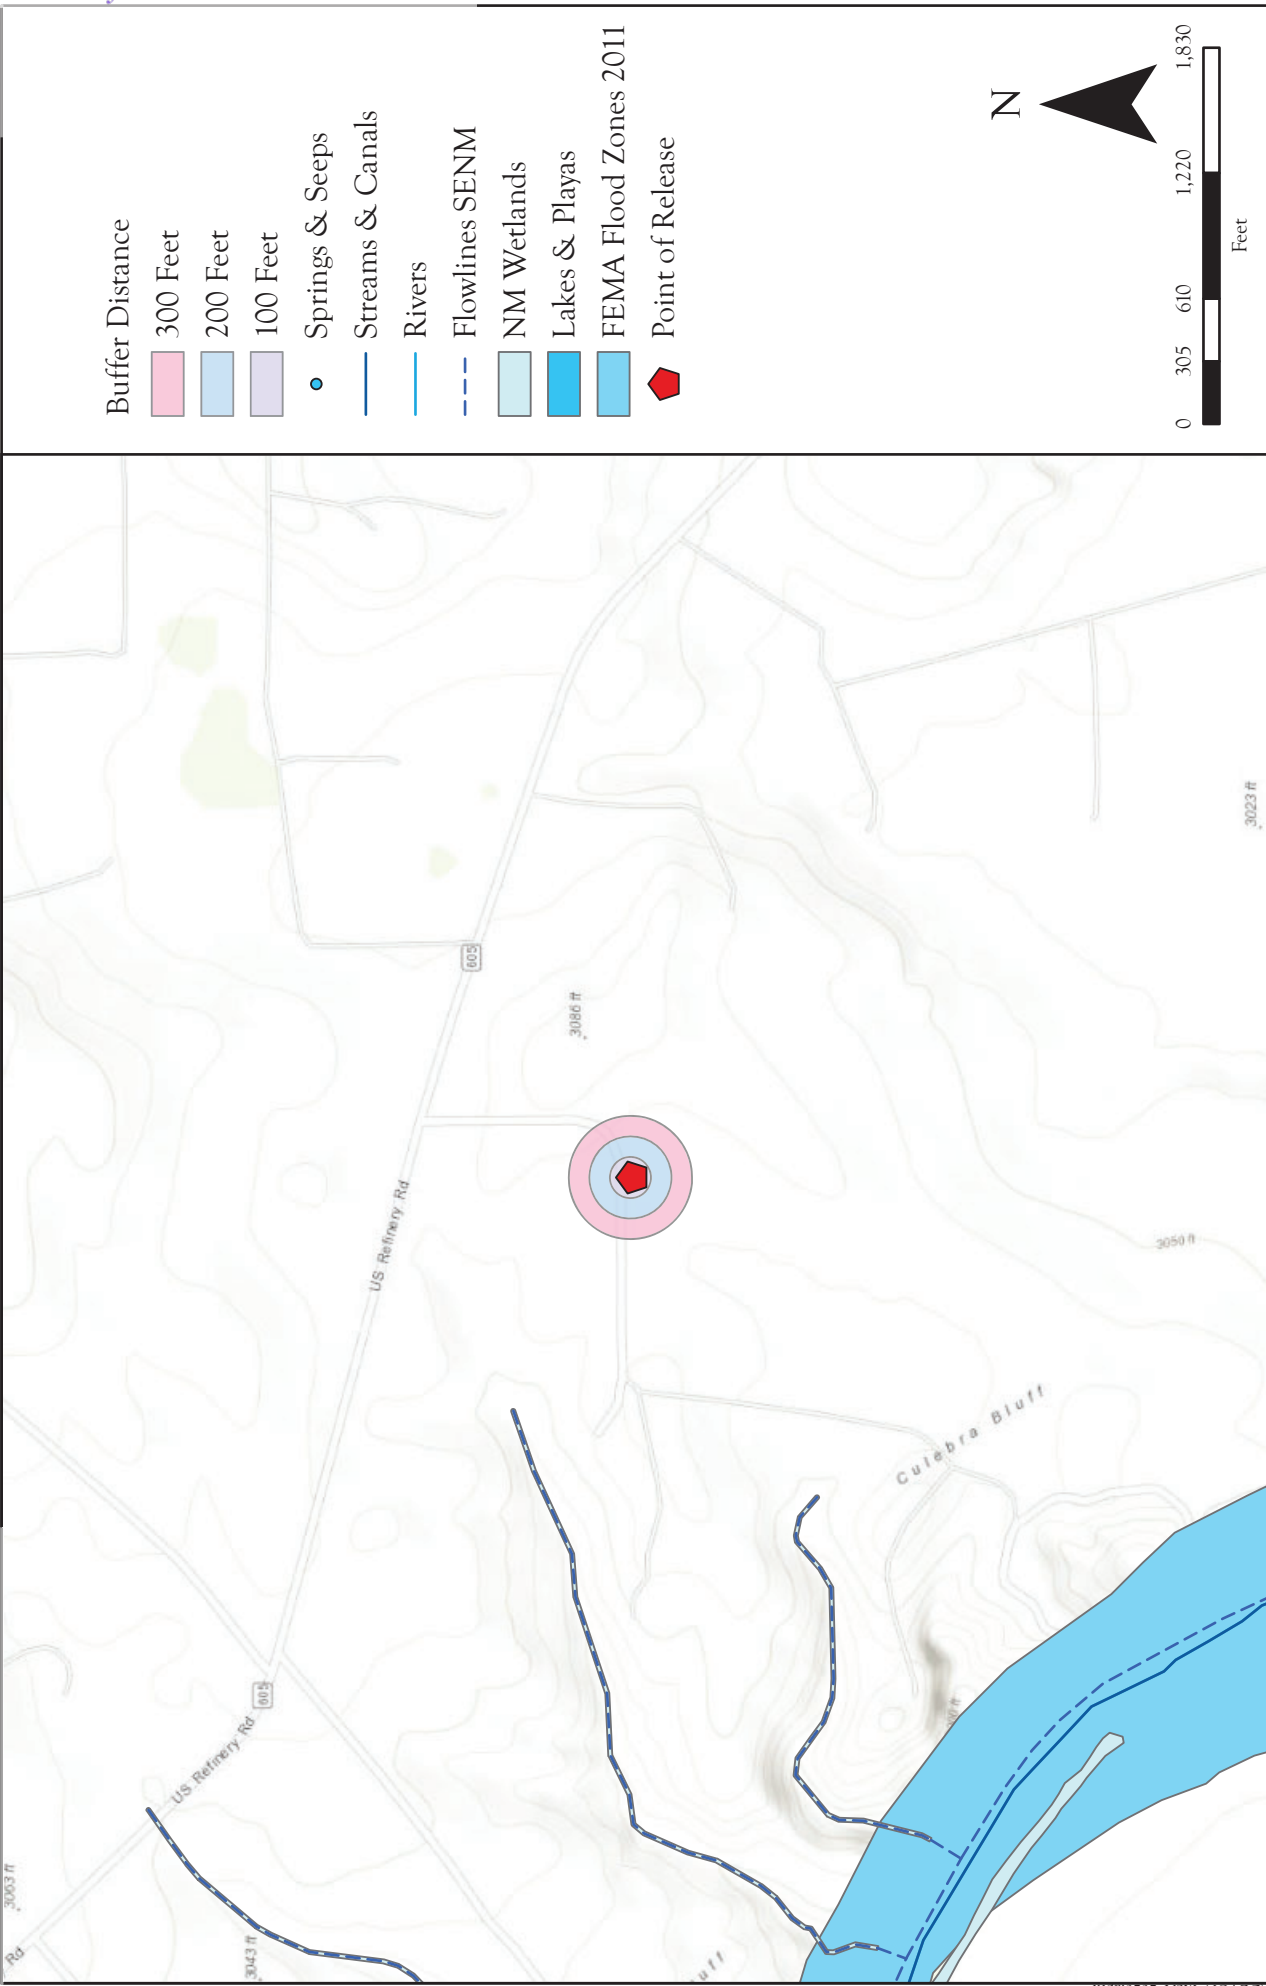 Buffer Distance
300 Feet
200 Feet
100 Feet
Springs & Seeps
Streams & Canals
Rivers
Flowlines SENM
NM Wetlands
Lakes & Playas
FEMA Flood Zones 2011
Point of Release
N
0 305 610 1,220 1,830
Feet
3063 ft
Rd
US Refinery Rd
605
3043 ft
US Refinery Rd
605
3086 ft
Culebra Bluff
3050 ft
3023 ft
uff